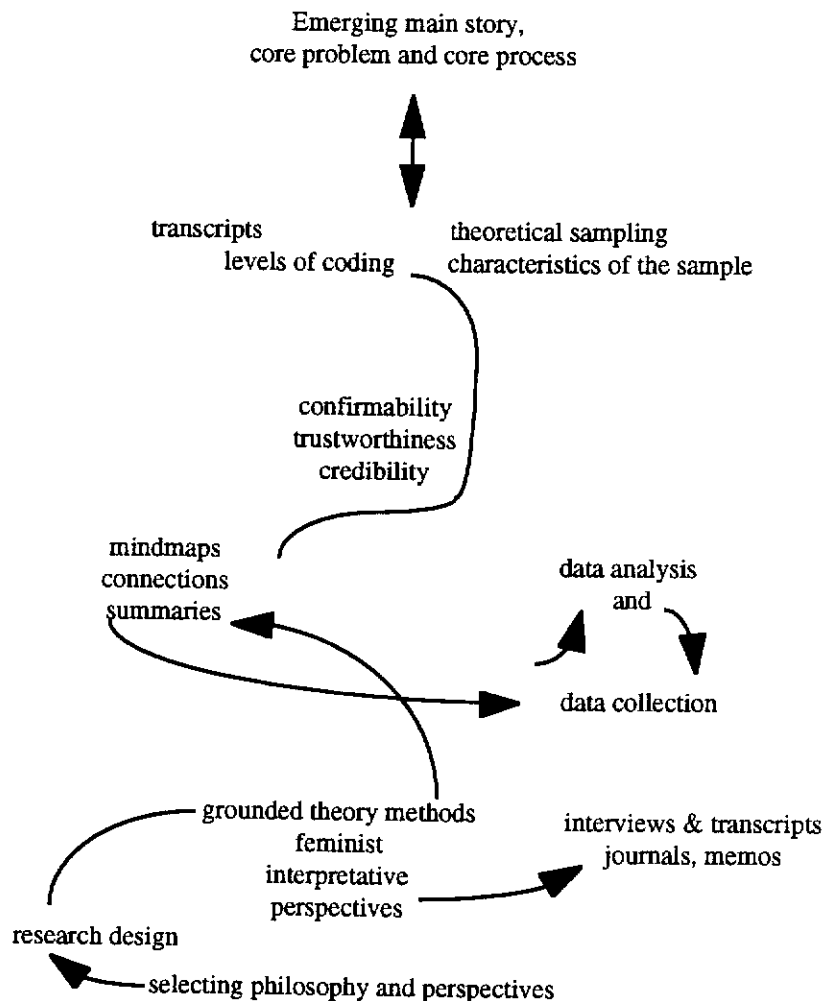 Emerging main story,
core problem and core process
transcripts
levels of coding
theoretical sampling
characteristics of the sample
confirmability
trustworthiness
credibility
mindmaps
connections
summaries
data analysis
and
data collection
grounded theory methods
feminist
interpretative
perspectives
interviews & transcripts
journals, memos
research design
selecting philosophy and perspectives